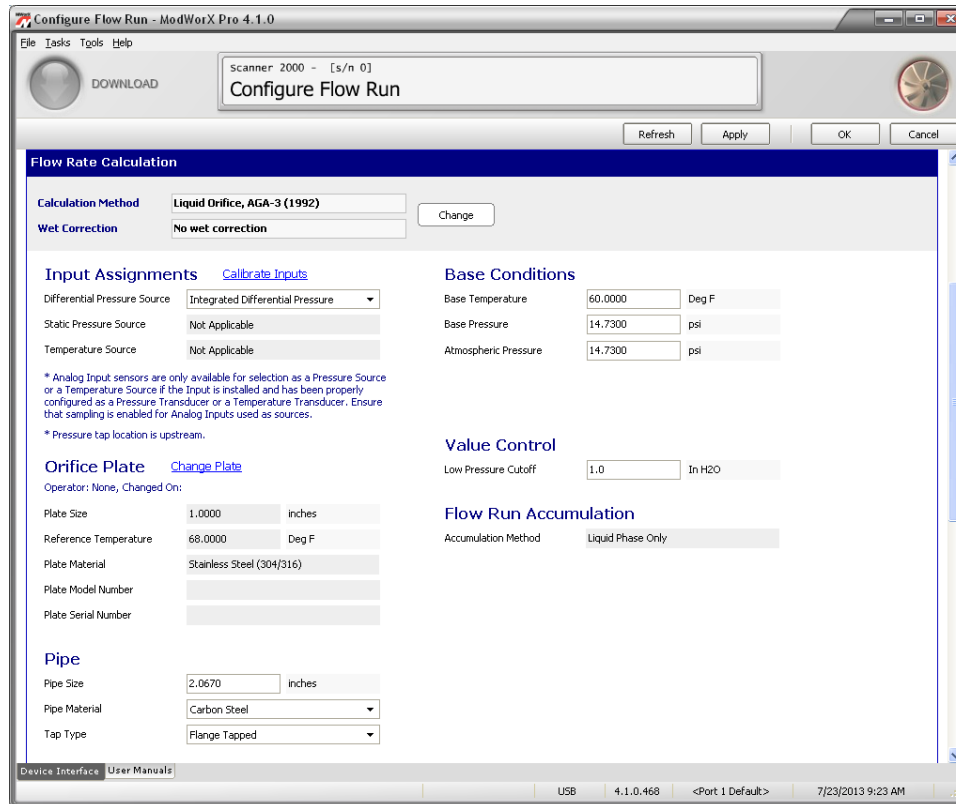 Configure Flow Run - ModWorX Pro 4.1.0
File Tasks Tools Help
DOWNLOAD
Scanner 2000 - [s/n 0]
Configure Flow Run
Refresh Apply OK Cancel
Flow Rate Calculation
Calculation Method Liquid Orifice, AGA-3 (1992)
Change
Wet Correction No wet correction
Input Assignments Calibrate Inputs
Differential Pressure Source Integrated Differential Pressure
Static Pressure Source Not Applicable
Temperature Source Not Applicable
* Analog Input sensors are only available for selection as a Pressure Source
or a Temperature Source if the Input is installed and has been properly
configured as a Pressure Transducer or a Temperature Transducer. Ensure
that sampling is enabled for Analog Inputs used as sources.
* Pressure tap location is upstream.
Orifice Plate Change Plate
Operator: None, Changed On:
Plate Size 1.0000 inches
Reference Temperature 68.0000 Deg F
Plate Material Stainless Steel (304/316)
Plate Model Number
Plate Serial Number
Pipe
Pipe Size 2.0670 inches
Pipe Material Carbon Steel
Tap Type Flange Tapped
Base Conditions
Base Temperature 60.0000 Deg F
Base Pressure 14.7300 psi
Atmospheric Pressure 14.7300 psi
Value Control
Low Pressure Cutoff 1.0 In H2O
Flow Run Accumulation
Accumulation Method Liquid Phase Only
Device Interface User Manuals
USB 4.1.0.468 <Port 1 Default> 7/23/2013 9:23 AM